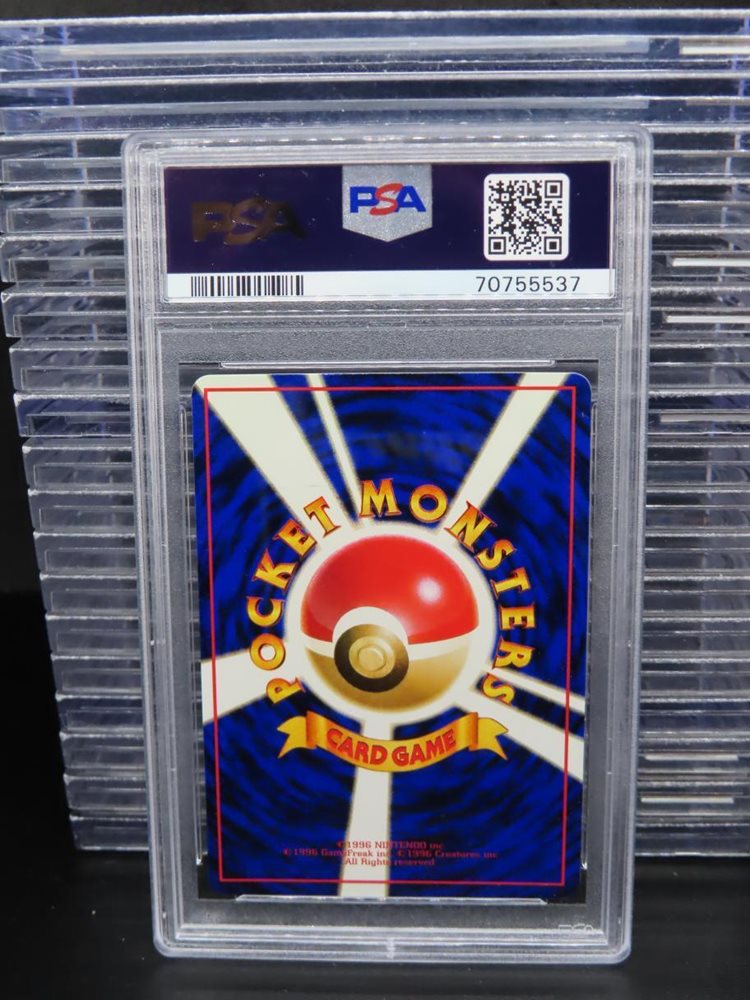 PSA
PSA
70755537
POCKET MONSTERS
CARD GAME
©1996 NINTENDO inc
©1996 GameFreak inc. ©1996 Creatures inc
All Rights reserved